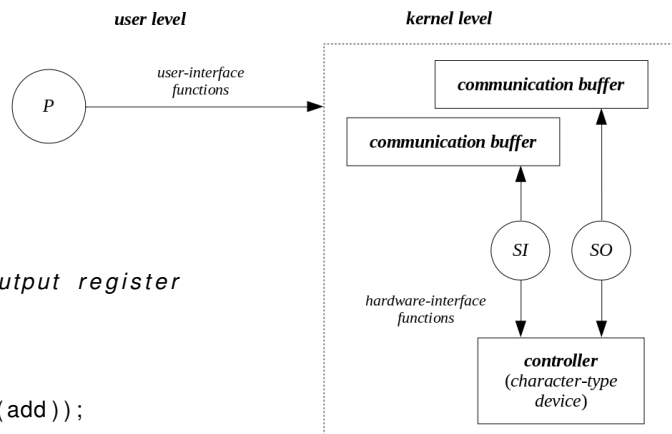 user level
kernel level
user-interface
functions
P
communication buffer
communication buffer
SI
SO
utput register
hardware-interface
functions
controller
(character-type
device)
(add));